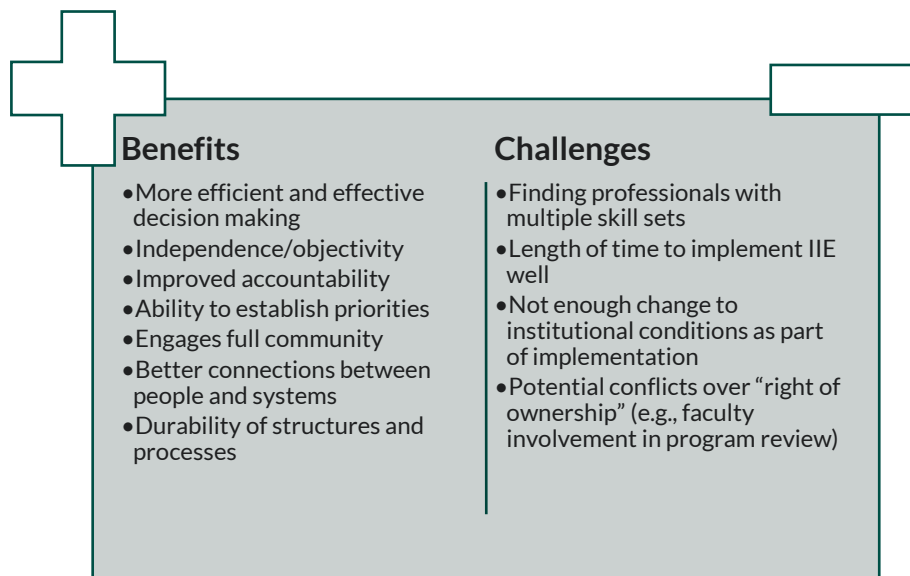 Benefits
•More efficient and effective
decision making
•Independence/objectivity
•Improved accountability
•Ability to establish priorities
•Engages full community
•Better connections between
people and systems
•Durability of structures and
processes
Challenges
•Finding professionals with
multiple skill sets
•Length of time to implement IIE
well
•Not enough change to
institutional conditions as part
of implementation
•Potential conflicts over “right of
ownership” (e.g., faculty
involvement in program review)